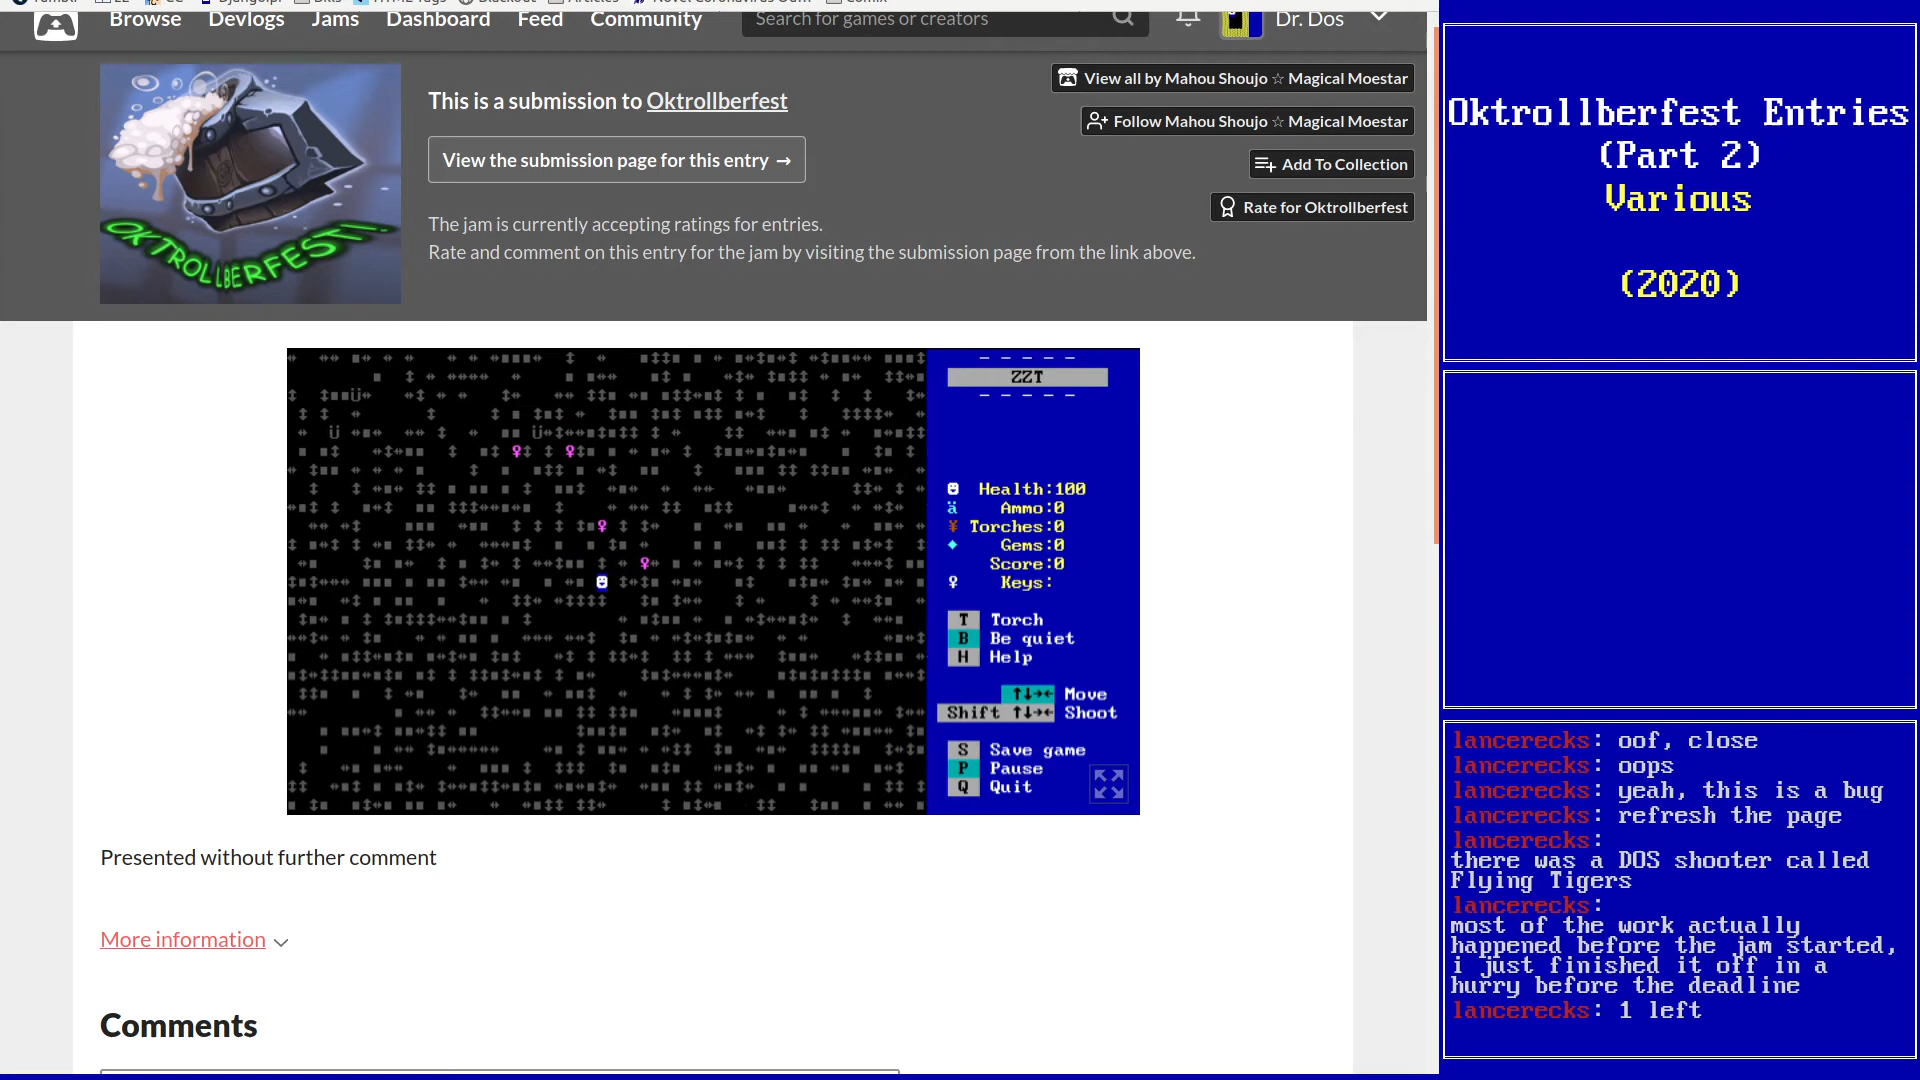 Browse Devlogs Jams Dashboard Feed Community Search for games or creators Dr. Dos
OKTROLLBERFEST!
This is a submission to Oktrollberfest
View the submission page for this entry →
The jam is currently accepting ratings for entries.
Rate and comment on this entry for the jam by visiting the submission page from the link above.
View all by Mahou Shoujo ☆ Magical Moestar
Follow Mahou Shoujo ☆ Magical Moestar
Add To Collection
Rate for Oktrollberfest
- - - - -
ZZT
- - - - -
Health:100
Ammo:0
Torches:0
Gems:0
Score:0
Keys:
T Torch
B Be quiet
H Help
↑↓→← Move
Shift ↑↓→← Shoot
S Save game
P Pause
Q Quit
Presented without further comment
More information
Comments
Oktrollberfest Entries
(Part 2)
Various
(2020)
lancerecks: oof, close
lancerecks: oops
lancerecks: yeah, this is a bug
lancerecks: refresh the page
lancerecks:
there was a DOS shooter called
Flying Tigers
lancerecks:
most of the work actually
happened before the jam started,
i just finished it off in a
hurry before the deadline
lancerecks: 1 left